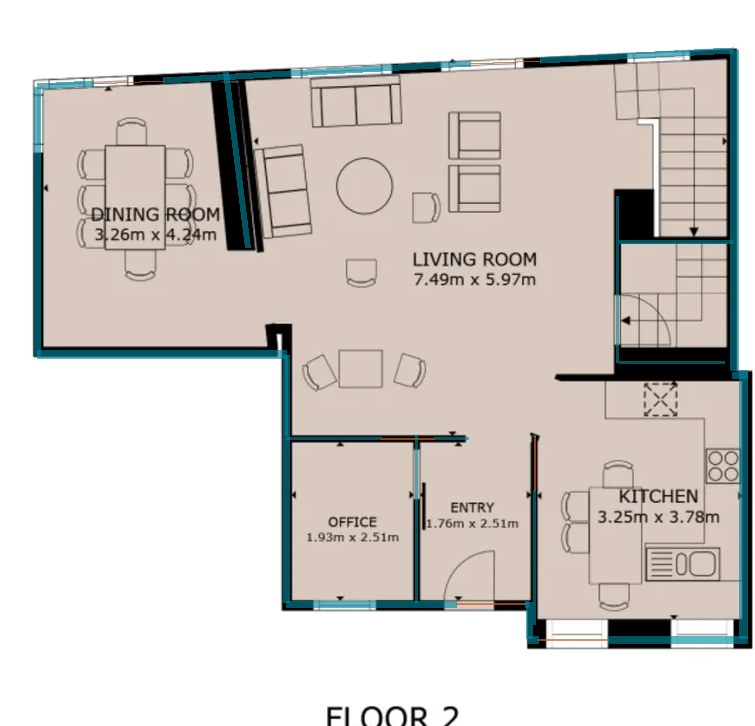 DINING ROOM
3.26m x 4.24m
LIVING ROOM
7.49m x 5.97m
KITCHEN
3.25m x 3.78m
OFFICE
1.93m x 2.51m
ENTRY
1.76m x 2.51m
FLOOR 2